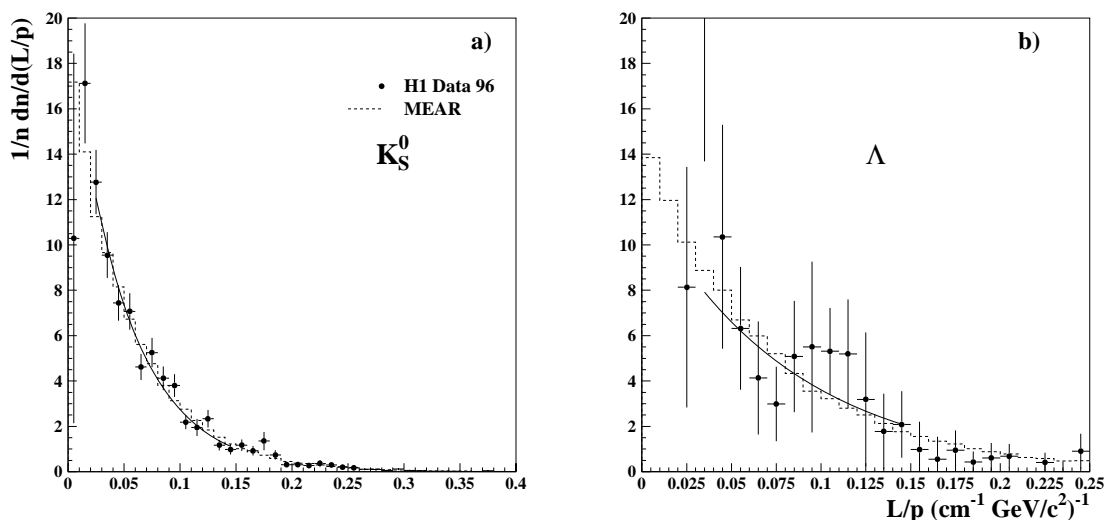 1/n dn/d(L/p)
a)
H1 Data 96
MEAR
K_S^0
20
18
16
14
12
10
8
6
4
2
0
0 0.05 0.1 0.15 0.2 0.25 0.3 0.35 0.4
b)
Λ
20
18
16
14
12
10
8
6
4
2
0
0 0.025 0.05 0.075 0.1 0.125 0.15 0.175 0.2 0.225 0.25
L/p (cm⁻¹ GeV/c²)⁻¹